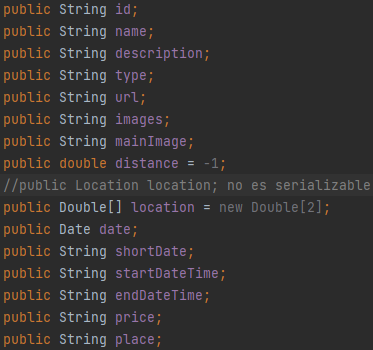 public String id;
public String name;
public String description;
public String type;
public String url;
public String images;
public String mainImage;
public double distance = -1;
//public Location location; no es serializable
public Double[] location = new Double[2];
public Date date;
public String shortDate;
public String startDateTime;
public String endDateTime;
public String price;
public String place;